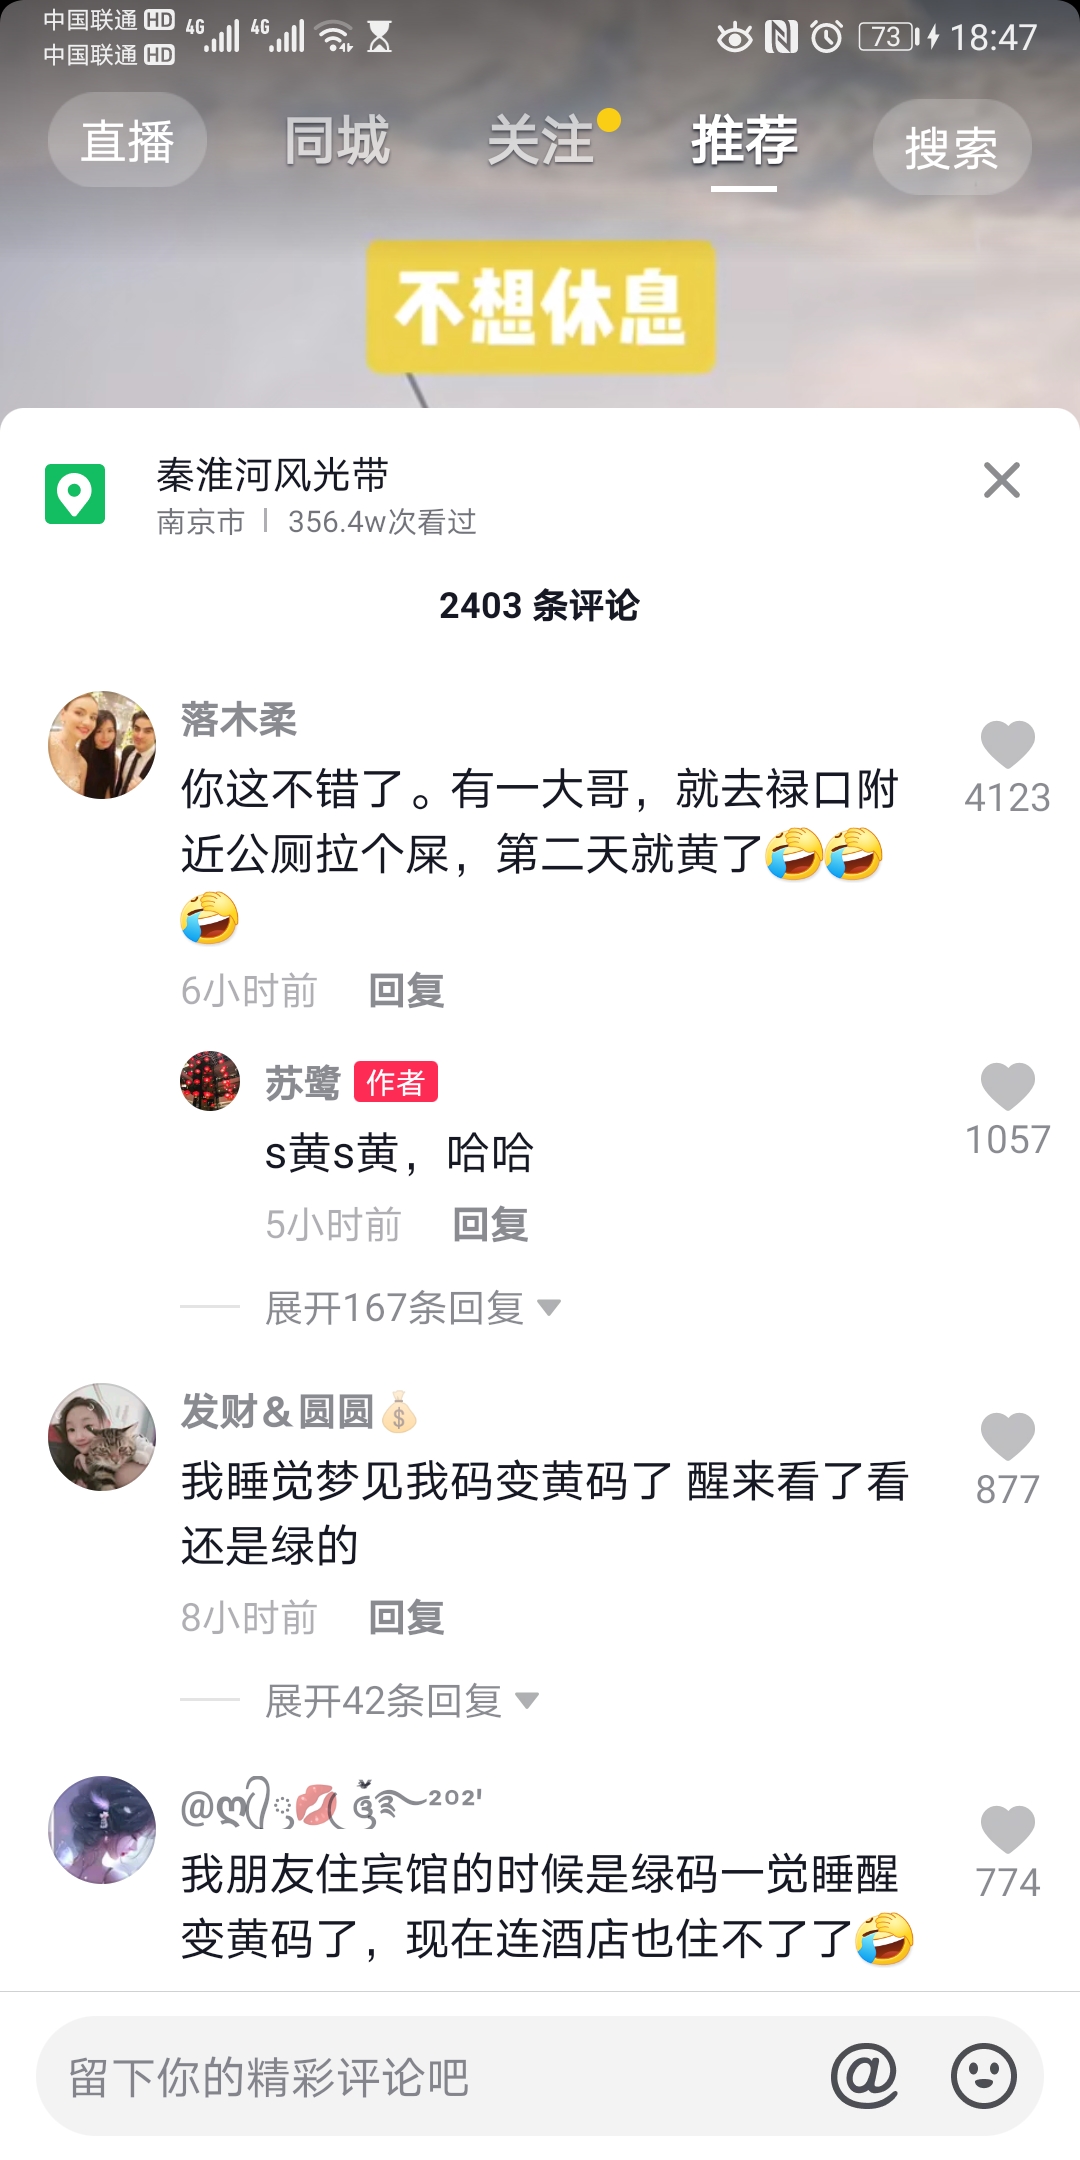 中国联通 HD 4G 4G 73 18:47
中国联通 HD
直播 同城 关注 推荐 搜索
不想休息
秦淮河风光带
南京市 | 356.4w次看过
2403 条评论
落木柔
你这不错了。有一大哥，就去禄口附
近公厕拉个屎，第二天就黄了🤣🤣
🤣
4123
6小时前 回复
苏鹭 作者
s黄s黄，哈哈
1057
5小时前 回复
展开167条回复
发财&圆圆💰
我睡觉梦见我码变黄码了 醒来看了看
还是绿的
877
8小时前 回复
展开42条回复
我朋友住宾馆的时候是绿码一觉睡醒
变黄码了，现在连酒店也住不了了🤣
774
留下你的精彩评论吧 @